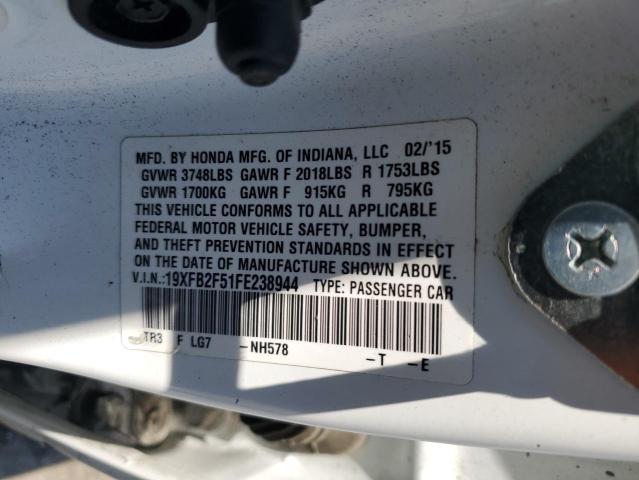 MFD. BY HONDA MFG. OF INDIANA, LLC 02/'15
GVWR 3748LBS GAWR F 2018LBS R 1753LBS
GVWR 1700KG GAWR F 915KG R 795KG
THIS VEHICLE CONFORMS TO ALL APPLICABLE
FEDERAL MOTOR VEHICLE SAFETY, BUMPER,
AND THEFT PREVENTION STANDARDS IN EFFECT
ON THE DATE OF MANUFACTURE SHOWN ABOVE.
V.I.N.:19XFB2F51FE238944 TYPE: PASSENGER CAR
TR3 F LG7 -NH578 -T -E